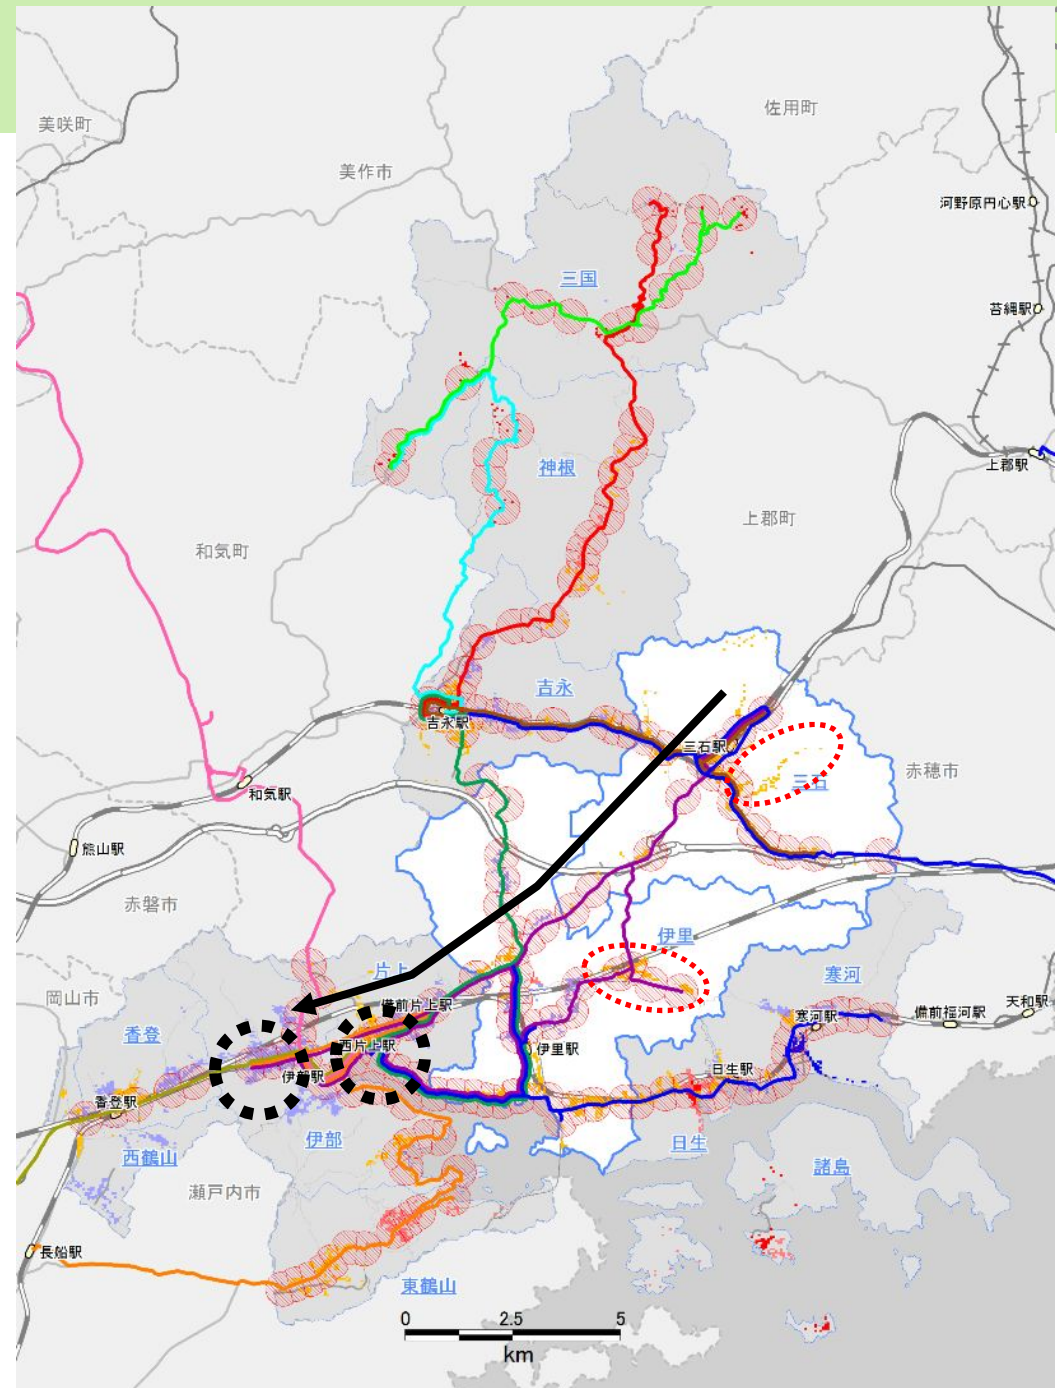 佐用町
美咲町
美作市
河野原円心駅
三国
苔縄駅
上郡駅
神根
上郡町
和気町
吉永
吉永駅
三石駅
赤穂市
三石
和気駅
熊山駅
赤磐市
伊里
片上
寒河
岡山市
備前片上駅
天和駅
寒河駅
備前福河駅
香登
西片上駅
伊里駅
日生駅
伊部駅
香登駅
伊部
日生
西鶴山
諸島
瀬戸内市
長船駅
東鶴山
0 2.5 5
km